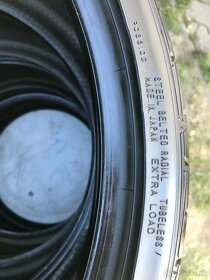 STEEL BELTED RADIAL TUBELESS /
MADE IN JAPAN EXTRA LOAD